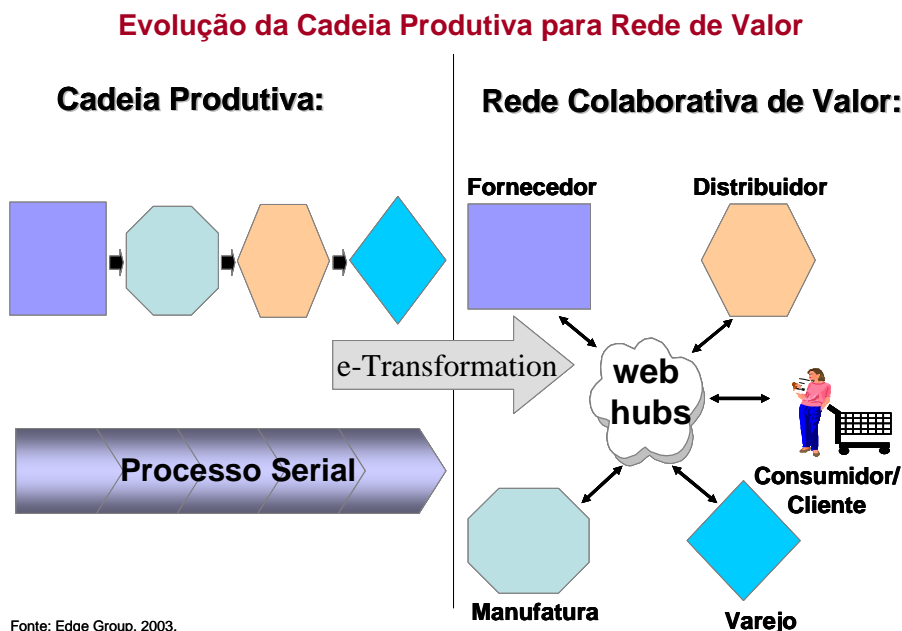 Evolução da Cadeia Produtiva para Rede de Valor
Cadeia Produtiva:
Rede Colaborativa de Valor:
Fornecedor
Distribuidor
e-Transformation
web
hubs
Processo Serial
Consumidor/
Cliente
Manufatura
Varejo
Fonte: Edge Group, 2003.